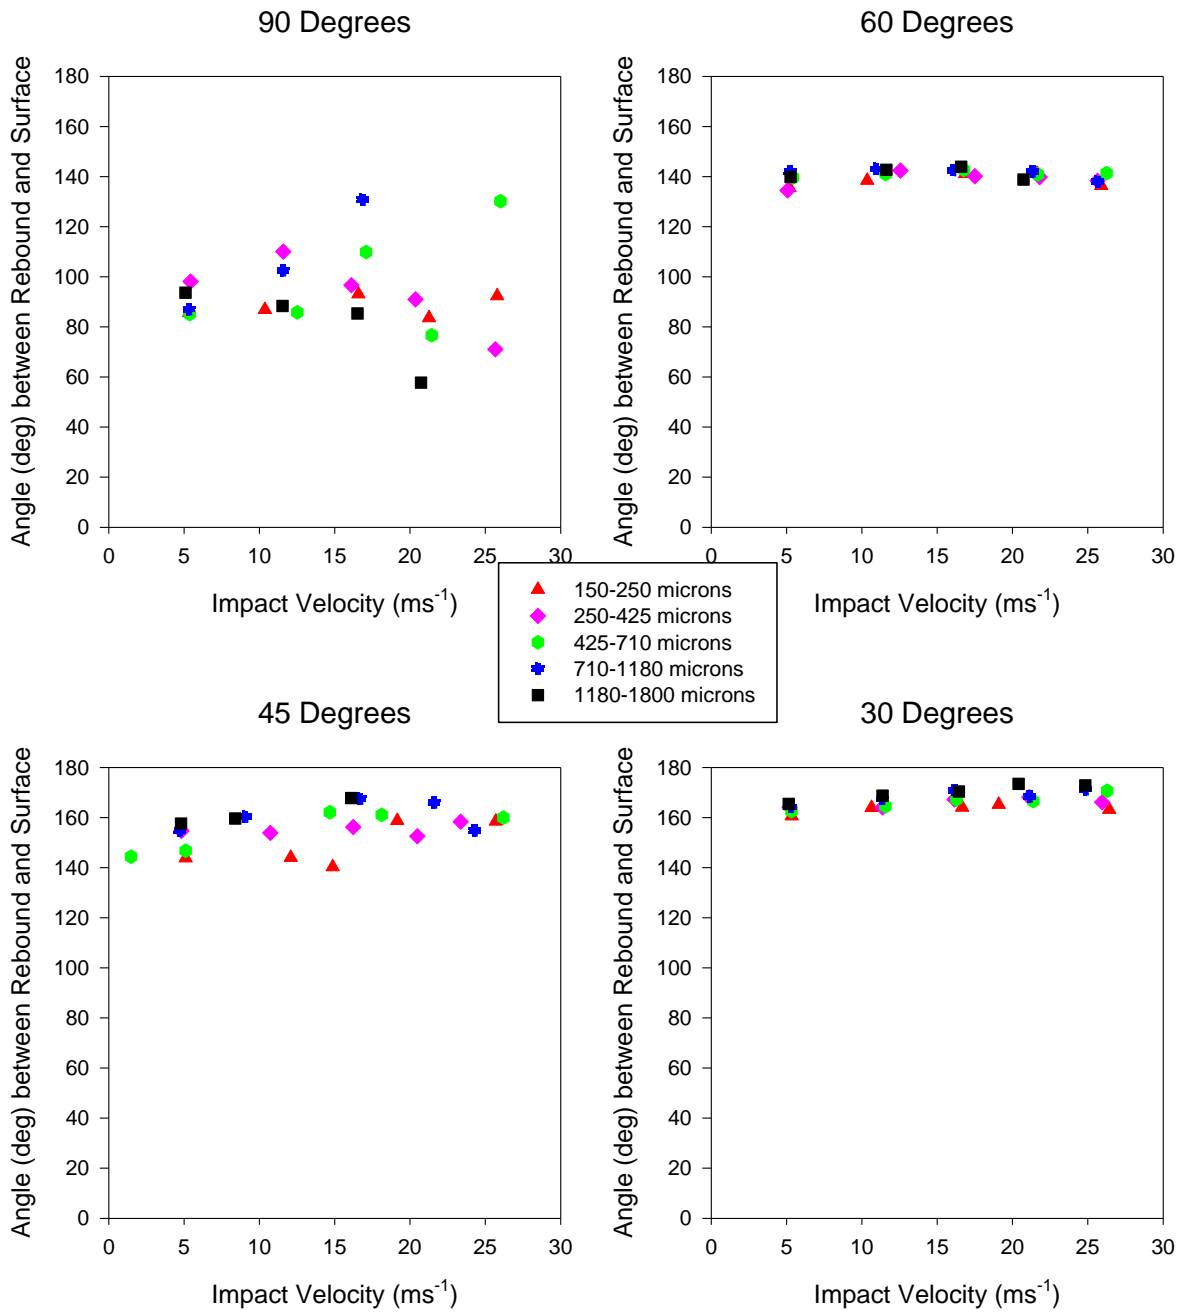 90 Degrees
Angle (deg) between Rebound and Surface
180
160
140
120
100
80
60
40
20
0
0 5 10 15 20 25 30
Impact Velocity (ms-1)
60 Degrees
Angle (deg) between Rebound and Surface
180
160
140
120
100
80
60
40
20
0
0 5 10 15 20 25 30
Impact Velocity (ms-1)
150-250 microns
250-425 microns
425-710 microns
710-1180 microns
1180-1800 microns
45 Degrees
Angle (deg) between Rebound and Surface
180
160
140
120
100
80
60
40
20
0
0 5 10 15 20 25 30
Impact Velocity (ms-1)
30 Degrees
Angle (deg) between Rebound and Surface
180
160
140
120
100
80
60
40
20
0
0 5 10 15 20 25 30
Impact Velocity (ms-1)